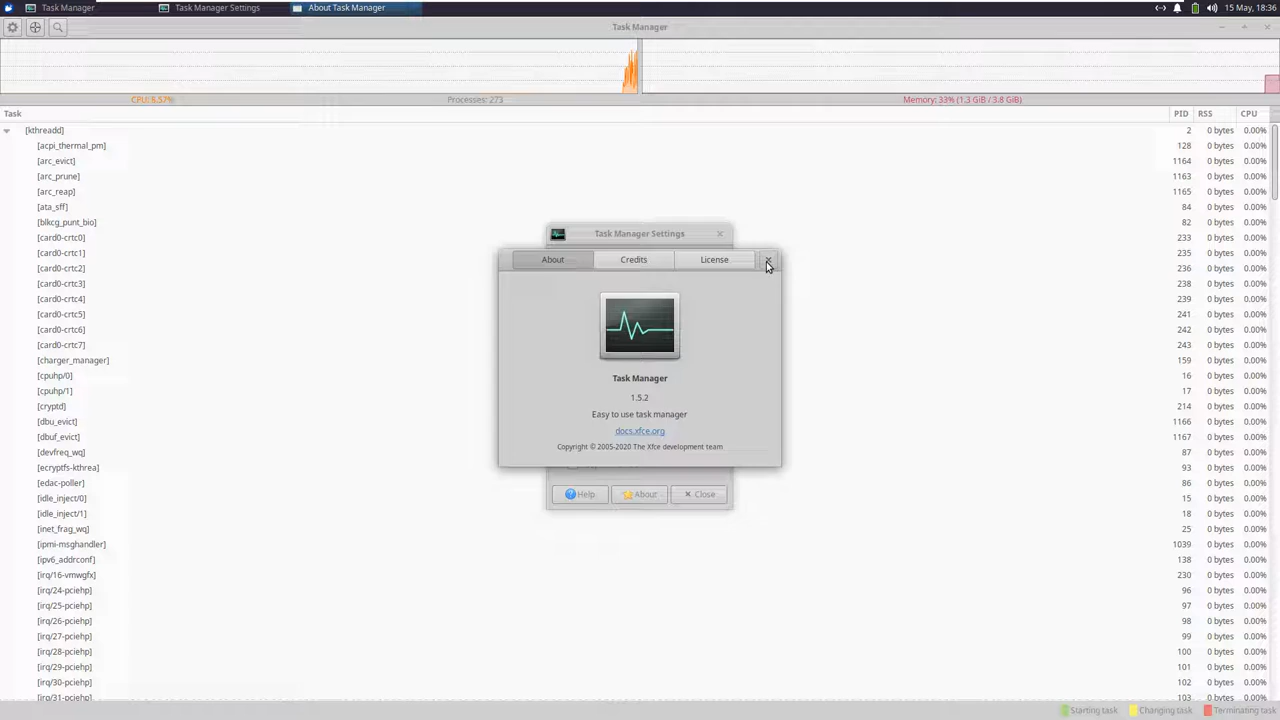 Task Manager Task Manager Settings About Task Manager 15 May, 18:36
Task Manager
CPU: 6.57% Processes: 273 Memory: 33% (1.3 GiB / 3.8 GiB)
Task PID RSS CPU
[kthreadd] 2 0 bytes 0.00%
[acpi_thermal_pm] 128 0 bytes 0.00%
[arc_evict] 1164 0 bytes 0.00%
[arc_prune] 1163 0 bytes 0.00%
[arc_reap] 1165 0 bytes 0.00%
[ata_sff] 84 0 bytes 0.00%
[blkcg_punt_bio] 82 0 bytes 0.00%
[card0-crtc0] 233 0 bytes 0.00%
[card0-crtc1] 235 0 bytes 0.00%
[card0-crtc2] 236 0 bytes 0.00%
[card0-crtc3] 238 0 bytes 0.00%
[card0-crtc4] 239 0 bytes 0.00%
[card0-crtc5] 241 0 bytes 0.00%
[card0-crtc6] 242 0 bytes 0.00%
[card0-crtc7] 243 0 bytes 0.00%
[charger_manager] 159 0 bytes 0.00%
[cpuhp/0] 16 0 bytes 0.00%
[cpuhp/1] 17 0 bytes 0.00%
[cryptd] 214 0 bytes 0.00%
[dbu_evict] 1166 0 bytes 0.00%
[dbuf_evict] 1167 0 bytes 0.00%
[devfreq_wq] 87 0 bytes 0.00%
[ecryptfs-kthrea] 93 0 bytes 0.00%
[edac-poller] 86 0 bytes 0.00%
[idle_inject/0] 15 0 bytes 0.00%
[idle_inject/1] 18 0 bytes 0.00%
[inet_frag_wq] 25 0 bytes 0.00%
[ipmi-msghandler] 1039 0 bytes 0.00%
[ipv6_addrconf] 138 0 bytes 0.00%
[irq/16-vmwgfx] 230 0 bytes 0.00%
[irq/24-pciehp] 96 0 bytes 0.00%
[irq/25-pciehp] 97 0 bytes 0.00%
[irq/26-pciehp] 98 0 bytes 0.00%
[irq/27-pciehp] 99 0 bytes 0.00%
[irq/28-pciehp] 100 0 bytes 0.00%
[irq/29-pciehp] 101 0 bytes 0.00%
[irq/30-pciehp] 102 0 bytes 0.00%
[irq/31-pciehp] 103 0 bytes 0.00%
Task Manager Settings
About Credits License
Task Manager
1.5.2
Easy to use task manager
docs.xfce.org
Copyright © 2005-2020 The Xfce development team
Help About Close
Starting task Changing task Terminating task